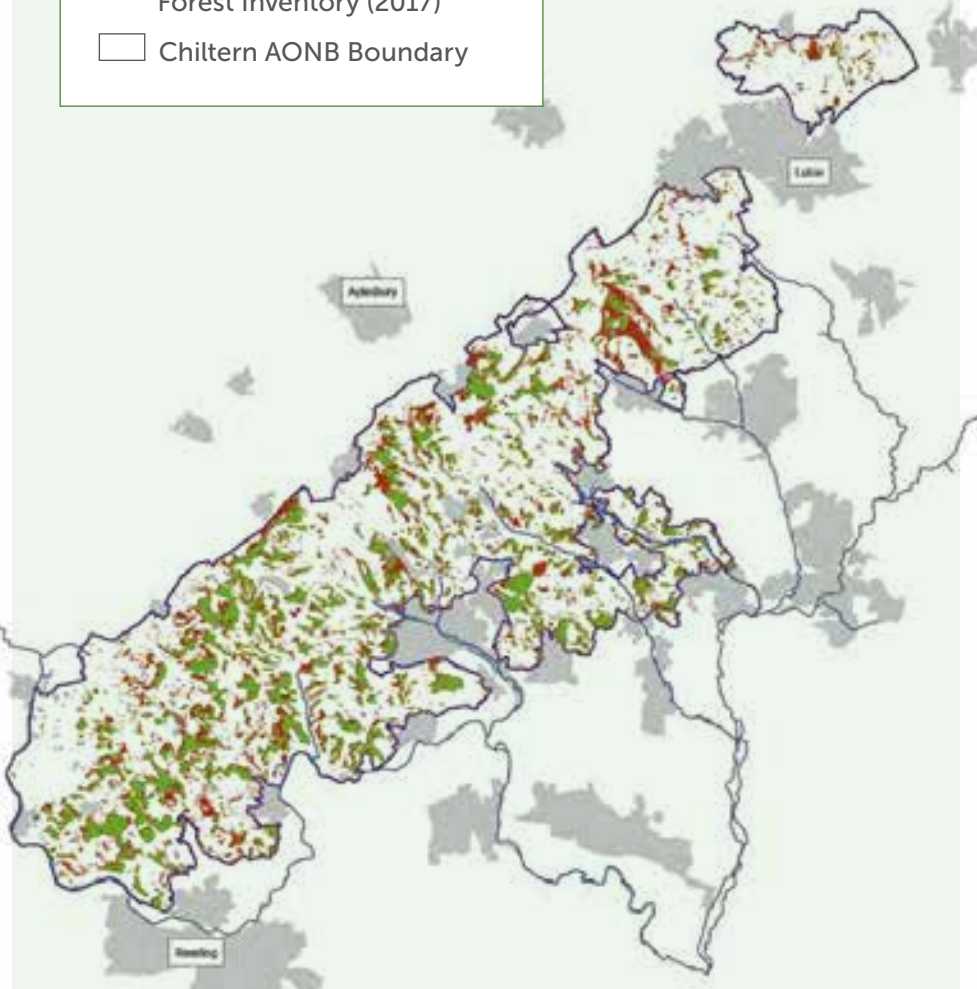 Forest Inventory (2017)
Chiltern AONB Boundary
Luton
Aylesbury
Reading